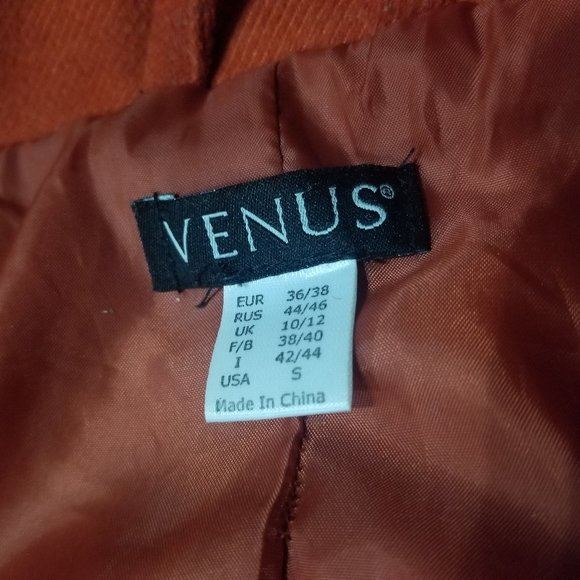 VENUS®
EUR 36/38
RUS 44/46
UK 10/12
F/B 38/40
I 42/44
USA S
Made In China